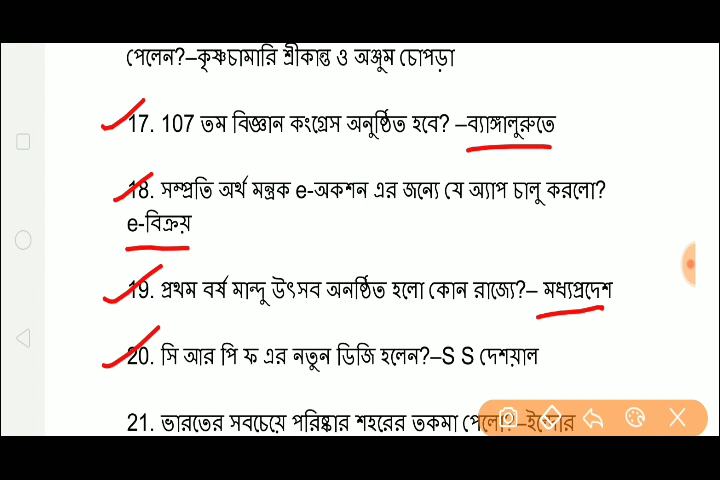 পেলেন?–কৃষ্ণচামারি শ্রীকান্ত ও অঞ্জুম চোপড়া
17. 107 তম বিজ্ঞান কংগ্রেস অনুষ্ঠিত হবে? –ব্যাঙ্গালুরুতে
18. সম্প্রতি অর্থ মন্ত্রক e-অকশন এর জন্যে যে অ্যাপ চালু করলো?
e-বিক্রয়
19. প্রথম বর্ষ মান্দু উৎসব অনষ্ঠিত হলো কোন রাজ্যে?– মধ্যপ্রদেশ
20. সি আর পি ফ এর নতুন ডিজি হলেন?–S S দেশয়াল
21. ভারতের সবচেয়ে পরিষ্কার শহরের তকমা পেলো?–ইন্দোর